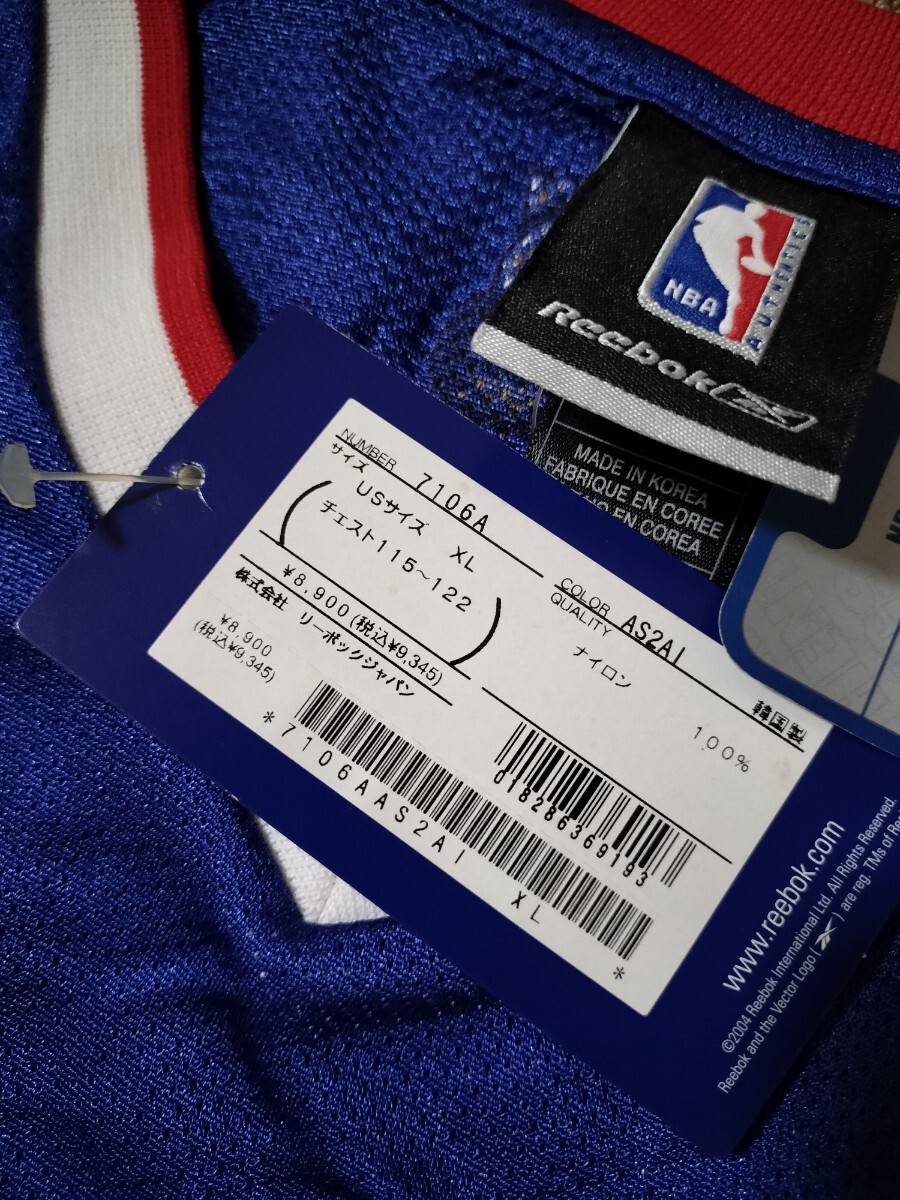 NBA
AUTHENTICS
Reebok
MADE IN KOREA
FABRIQUE EN COREE
EN COREA
NUMBER 7106A
サイズ
USサイズ XL
(チェスト115~122)
COLOR AS2AI
QUALITY
ナイロン 100%
¥8,900(税込¥9,345)
株式会社 リーボックジャパン
韓国製
¥8,900
(税込¥9,345)
018286369193
*7106AAS2AI XL*
www.reebok.com
©2004 Reebok International Ltd. All Rights Reserved.
Reebok and the Vector Logo ( ) are reg. TMs of